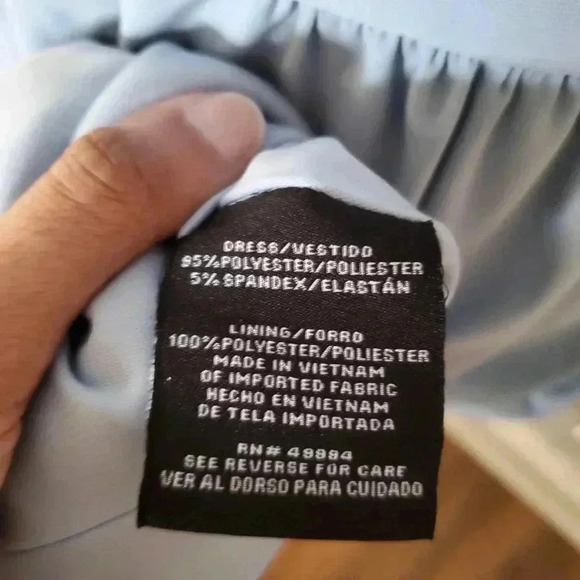 DRESS/VESTIDO
95%POLYESTER/POLIESTER
5% SPANDEX/ELASTÁN
LINING/FORRO
100%POLYESTER/POLIESTER
MADE IN VIETNAM
OF IMPORTED FABRIC
HECHO EN VIETNAM
DE TELA IMPORTADA
RN# 49994
SEE REVERSE FOR CARE
VER AL DORSO PARA CUIDADO